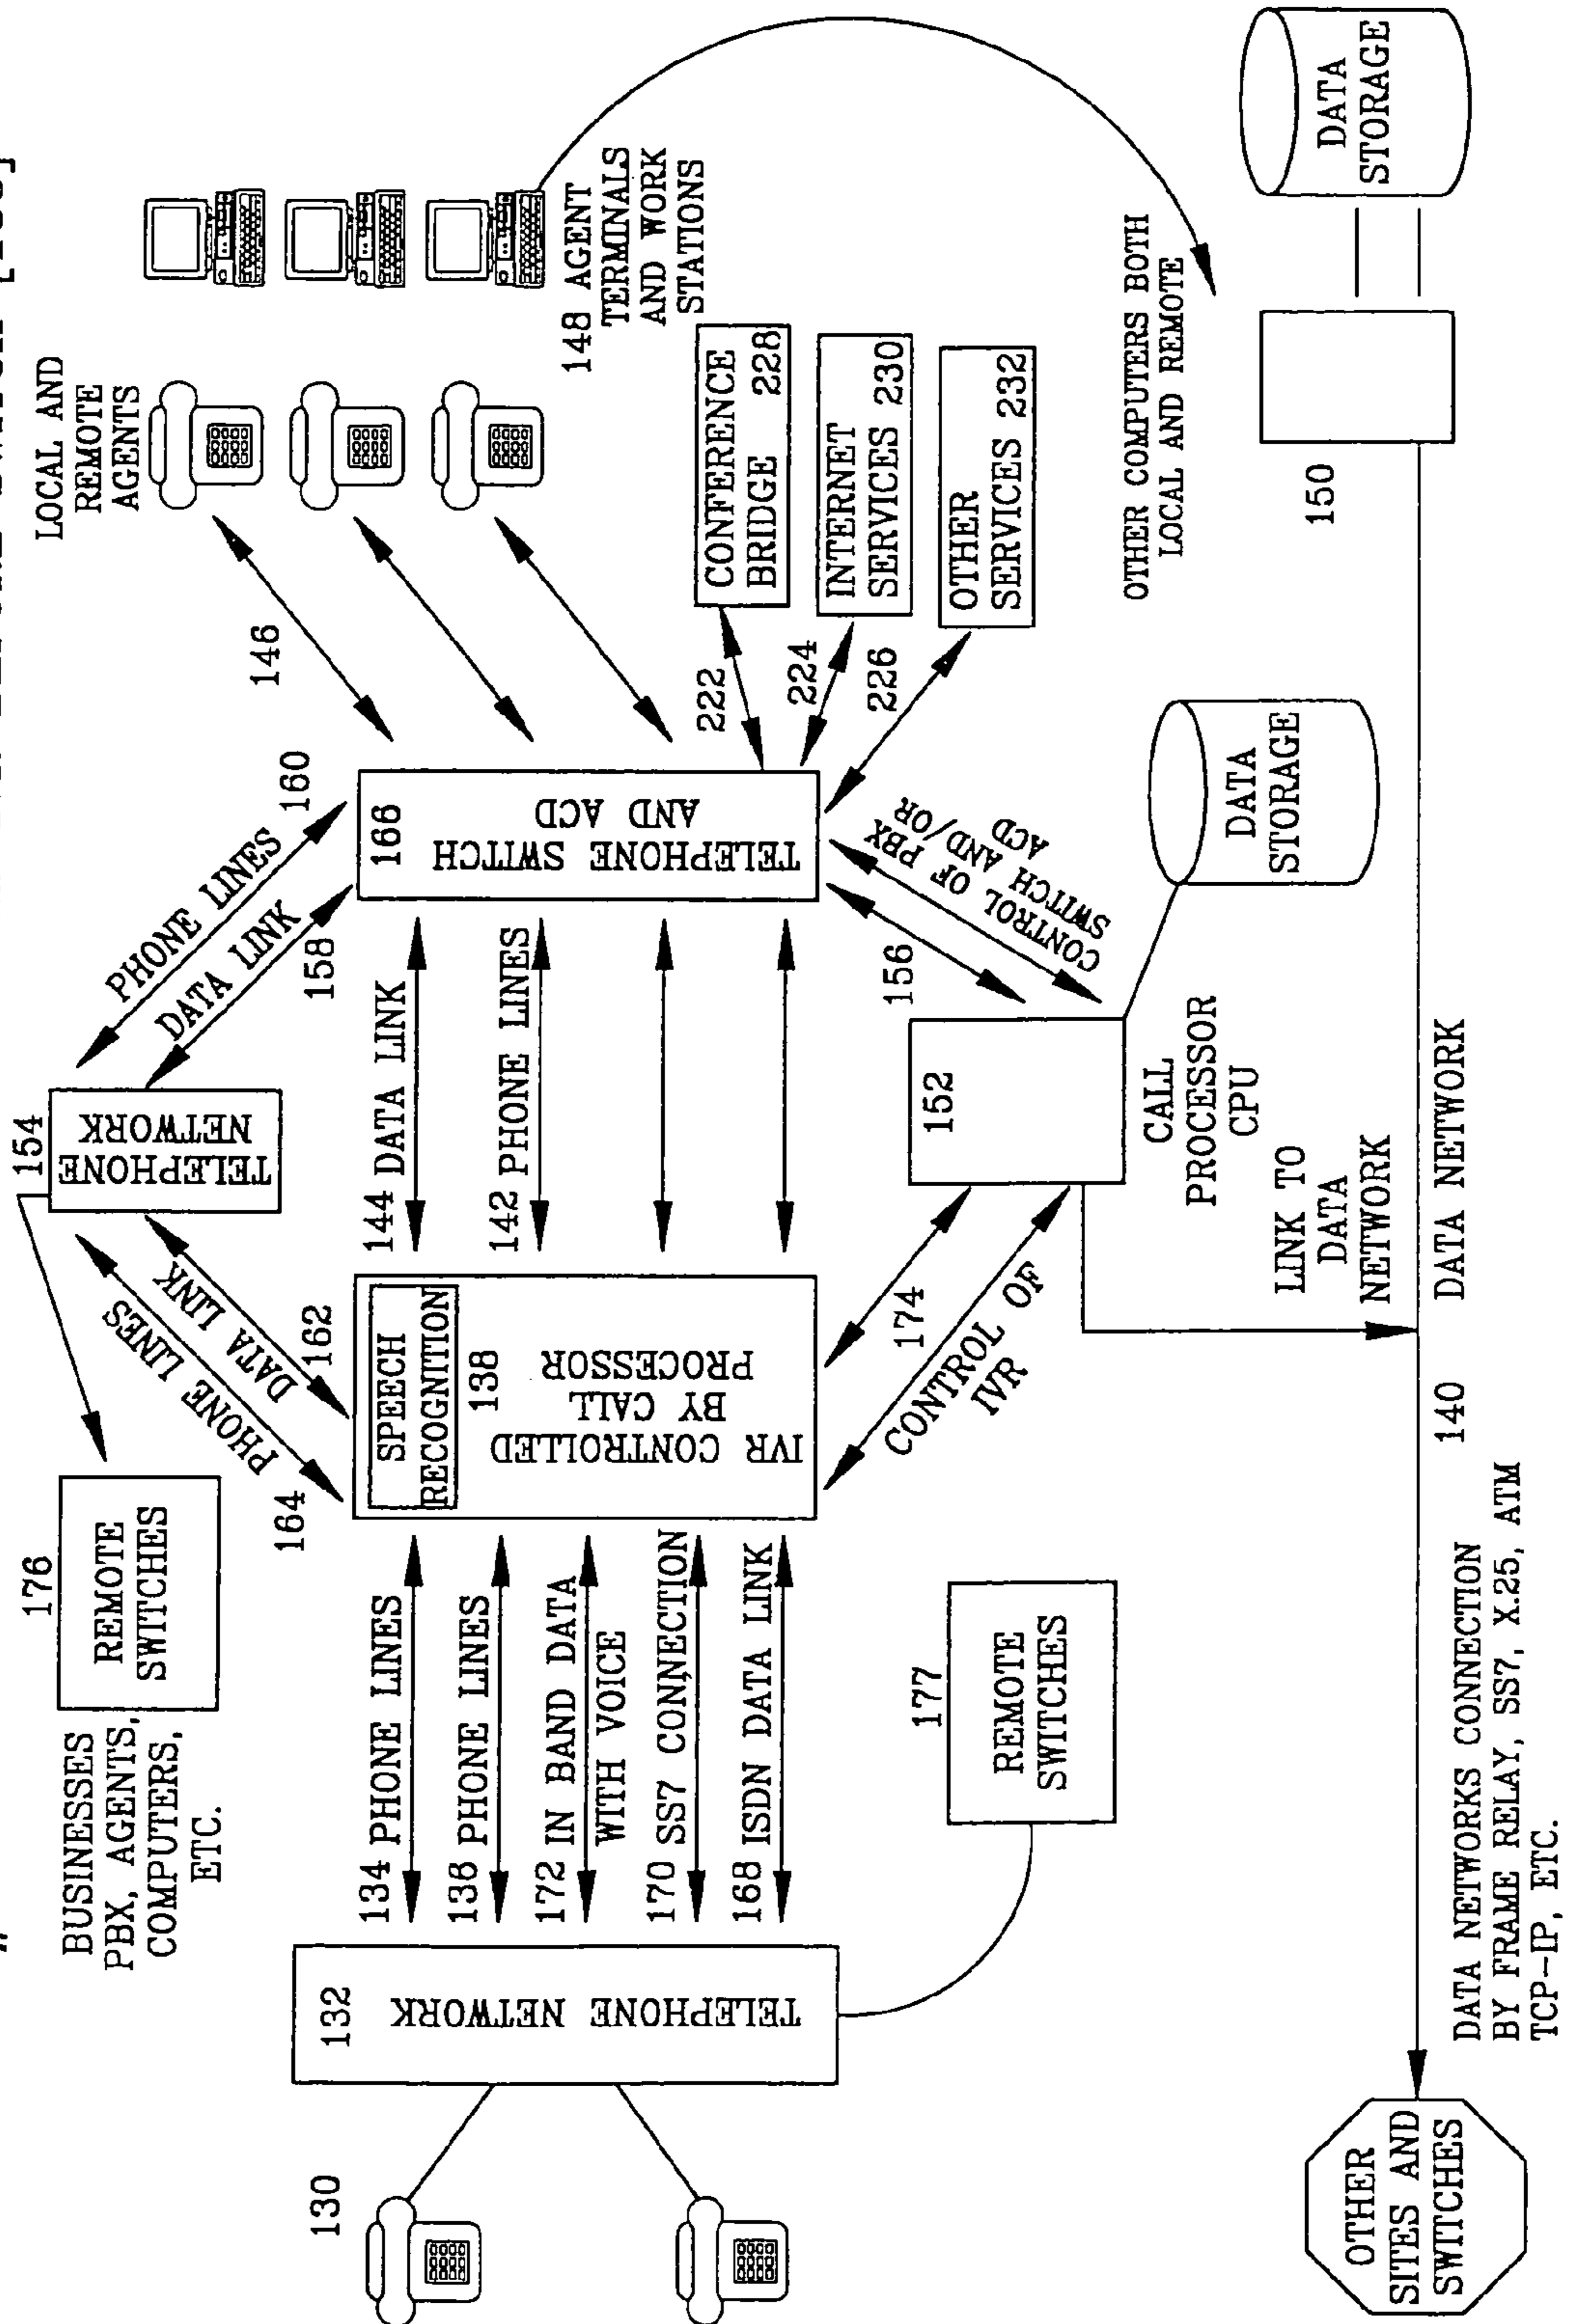 LOCAL AND
REMOTE
AGENTS
148 AGENT
TERMINALS
AND WORK
STATIONS
146
PHONE LINES
160
DATA LINK
158
154
TELEPHONE
NETWORK
176
REMOTE
SWITCHES
BUSINESSES
PBX, AGENTS,
COMPUTERS,
ETC.
PHONE LINES
164
DATA LINK
162
130
132
TELEPHONE NETWORK
134 PHONE LINES
136 PHONE LINES
172 IN BAND DATA
WITH VOICE
170 SS7 CONNECTION
168 ISDN DATA LINK
177
REMOTE
SWITCHES
SPEECH
RECOGNITION
138
IVR CONTROLLED
BY CALL
PROCESSOR
144 DATA LINK
142 PHONE LINES
166
TELEPHONE SWITCH
AND ACD
222
224
226
CONFERENCE
BRIDGE 228
INTERNET
SERVICES 230
OTHER
SERVICES 232
174
CONTROL OF
IVR
156
CONTROL OF PBX
SWITCH AND/OR
ACD
152
CALL
PROCESSOR
CPU
DATA
STORAGE
LINK TO
DATA
NETWORK
OTHER COMPUTERS BOTH
LOCAL AND REMOTE
150
DATA
STORAGE
140 DATA NETWORK
DATA NETWORKS CONNECTION
BY FRAME RELAY, SS7, X.25, ATM
TCP-IP, ETC.
OTHER
SITES AND
SWITCHES